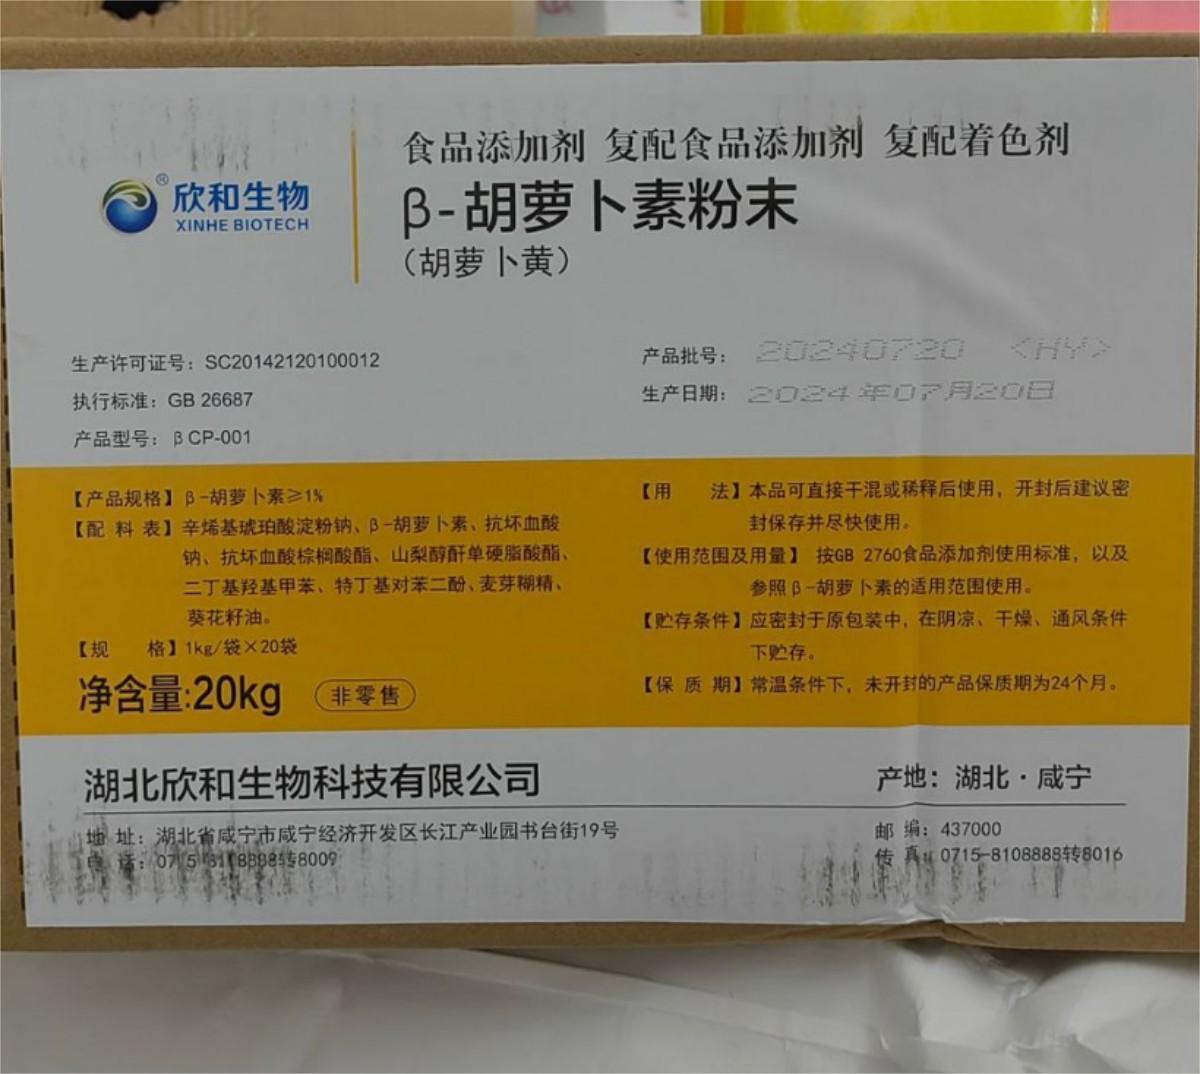 食品添加剂 复配食品添加剂 复配着色剂
®
欣和生物
XINHE BIOTECH
β-胡萝卜素粉末
（胡萝卜黄）
生产许可证号：SC20142120100012
执行标准：GB 26687
产品型号：βCP-001
产品批号： 20240720 <HY>
生产日期： 2024年07月20日
【产品规格】β-胡萝卜素≥1%
【配 料 表】辛烯基琥珀酸淀粉钠、β-胡萝卜素、抗坏血酸
钠、抗坏血酸棕榈酸酯、山梨醇酐单硬脂酸酯、
二丁基羟基甲苯、特丁基对苯二酚、麦芽糊精、
葵花籽油。
【规 格】1kg/袋×20袋
净含量:20kg 非零售
【用 法】本品可直接干混或稀释后使用，开封后建议密
封保存并尽快使用。
【使用范围及用量】 按GB 2760食品添加剂使用标准，以及
参照β-胡萝卜素的适用范围使用。
【贮存条件】应密封于原包装中，在阴凉、干燥、通风条件
下贮存。
【保 质 期】常温条件下，未开封的产品保质期为24个月。
湖北欣和生物科技有限公司
产地：湖北·咸宁
地 址：湖北省咸宁市咸宁经济开发区长江产业园书台街19号
电 话：0715-8108888转8009
邮 编：437000
传 真：0715-8108888转8016